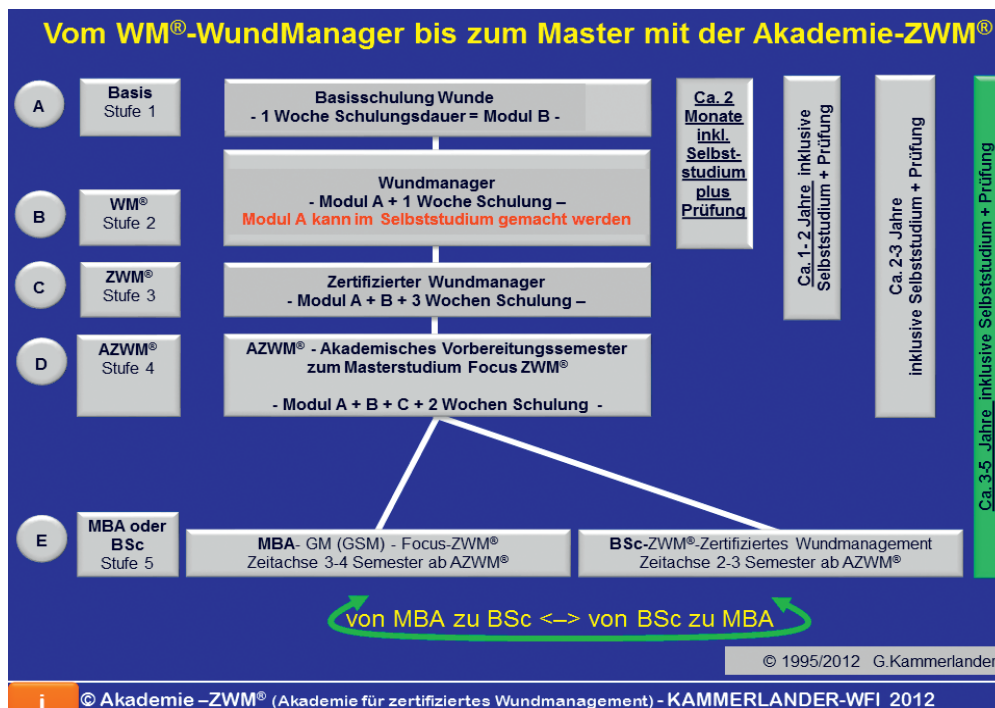 Vom WM®-WundManager bis zum Master mit der Akademie-ZWM®
A
Basis
Stufe 1
Basisschulung Wunde
- 1 Woche Schulungsdauer = Modul B -
B
WM®
Stufe 2
Wundmanager
- Modul A + 1 Woche Schulung –
Modul A kann im Selbststudium gemacht werden
C
ZWM®
Stufe 3
Zertifizierter Wundmanager
- Modul A + B + 3 Wochen Schulung –
D
AZWM®
Stufe 4
AZWM® - Akademisches Vorbereitungssemester
zum Masterstudium Focus ZWM®
- Modul A + B + C + 2 Wochen Schulung -
Ca. 2
Monate
inkl.
Selbst-
studium
plus
Prüfung
Ca. 1- 2 Jahre inklusive
Selbststudium + Prüfung
Ca. 2-3 Jahre
inklusive Selbststudium + Prüfung
Ca. 3-5 Jahre inklusive Selbststudium + Prüfung
E
MBA oder
BSc
Stufe 5
MBA- GM (GSM) - Focus-ZWM®
Zeitachse 3-4 Semester ab AZWM®
BSc-ZWM®-Zertifiziertes Wundmanagement
Zeitachse 2-3 Semester ab AZWM®
von MBA zu BSc <–> von BSc zu MBA
© 1995/2012 G.Kammerlander
i
© Akademie –ZWM® (Akademie für zertifiziertes Wundmanagement) - KAMMERLANDER-WFI 2012